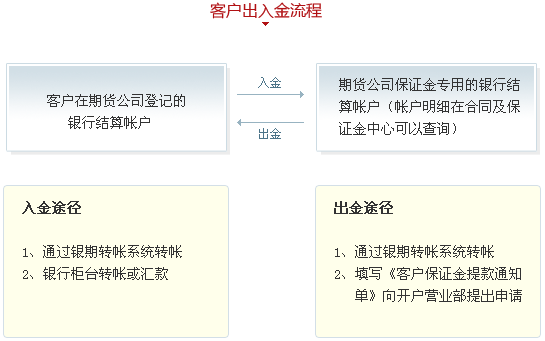 客户出入金流程
客户在期货公司登记的
银行结算帐户
入金
出金
期货公司保证金专用的银行结
算帐户（帐户明细在合同及保
证金中心可以查询）
入金途径
1、通过银期转帐系统转帐
2、银行柜台转帐或汇款
出金途径
1、通过银期转帐系统转帐
2、填写《客户保证金提款通知
单》向开户营业部提出申请